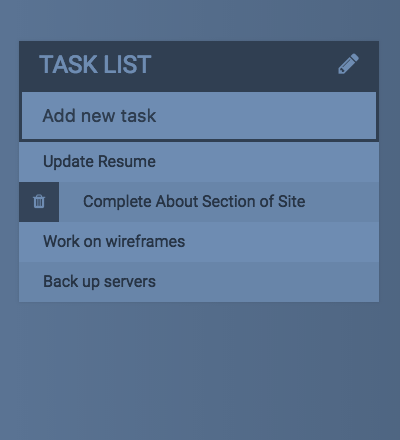 TASK LIST
Add new task
Update Resume
Complete About Section of Site
Work on wireframes
Back up servers